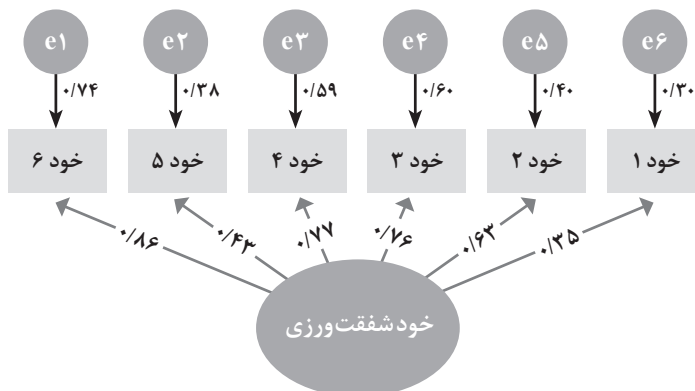 e۱ e۲ e۳ e۴ e۵ e۶
۰/۷۴ ۰/۳۸ ۰/۵۹ ۰/۶۰ ۰/۴۰ ۰/۳۰
خود ۶
خود ۵
خود ۴
خود ۳
خود ۲
خود ۱
۰/۸۶ ۰/۴۳ ۰/۷۷ ۰/۷۶ ۰/۶۳ ۰/۳۵
خود شفقت‌ورزی